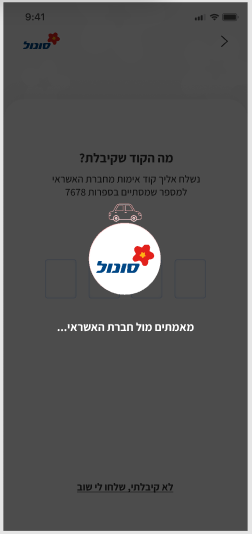 9:41
סונול
מה הקוד שקיבלת?
נשלח אליך קוד אימות מחברת האשראי
למספר שמסתיים בספרות 7678
סונול
מאמתים מול חברת האשראי...
לא קיבלתי, שלחו לי שוב